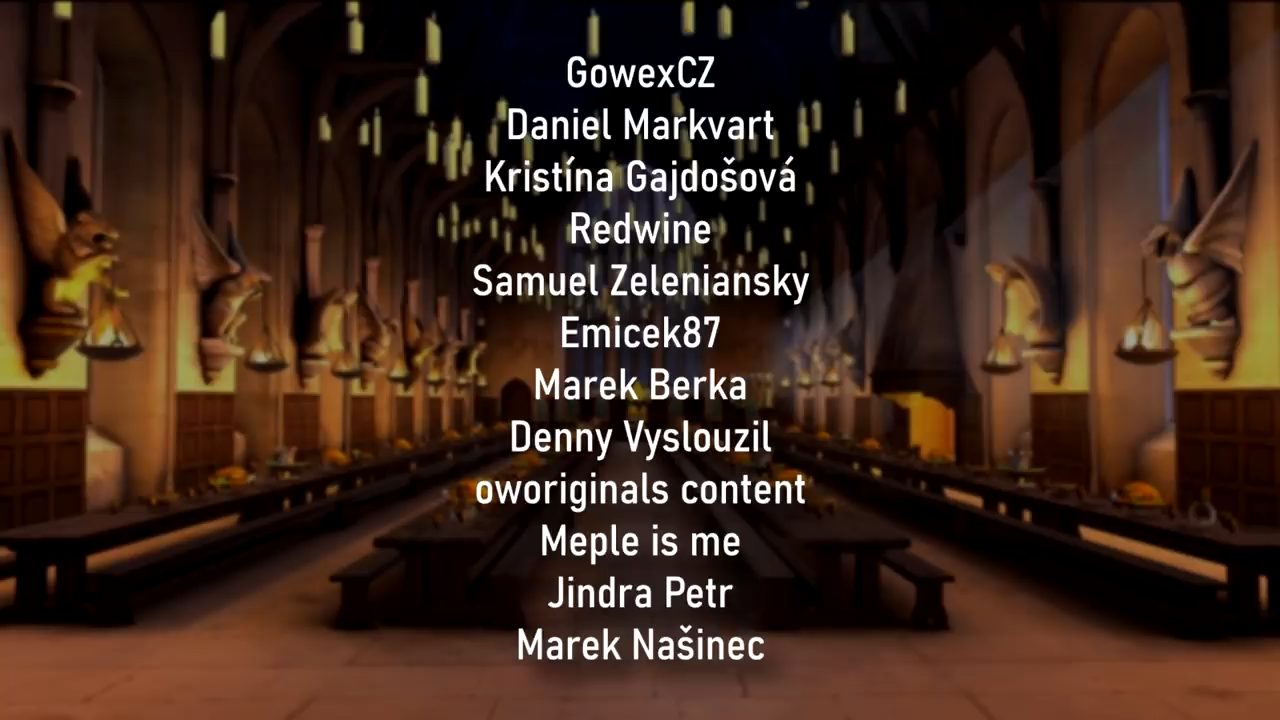 GowexCZ
Daniel Markvart
Kristína Gajdošová
Redwine
Samuel Zeleniansky
Emicek87
Marek Berka
Denny Vyslouzil
oworiginals content
Meple is me
Jindra Petr
Marek Našinec